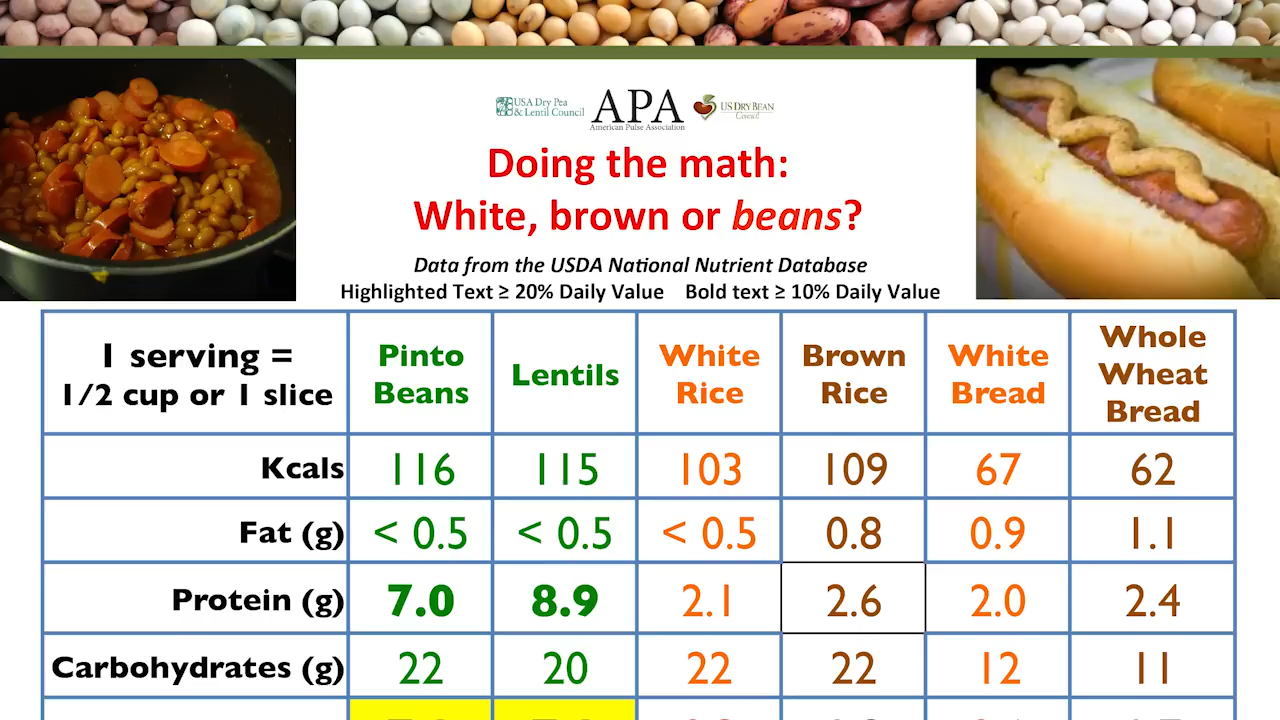 USA Dry Pea
& Lentil Council
APA
American Pulse Association
US DRY BEAN
Council
Doing the math:
White, brown or beans?
Data from the USDA National Nutrient Database
Highlighted Text ≥ 20% Daily Value Bold text ≥ 10% Daily Value
1 serving =
1/2 cup or 1 slice
Pinto
Beans
Lentils
White
Rice
Brown
Rice
White
Bread
Whole
Wheat
Bread
Kcals 116 115 103 109 67 62
Fat (g) < 0.5 < 0.5 < 0.5 0.8 0.9 1.1
Protein (g) 7.0 8.9 2.1 2.6 2.0 2.4
Carbohydrates (g) 22 20 22 22 12 11